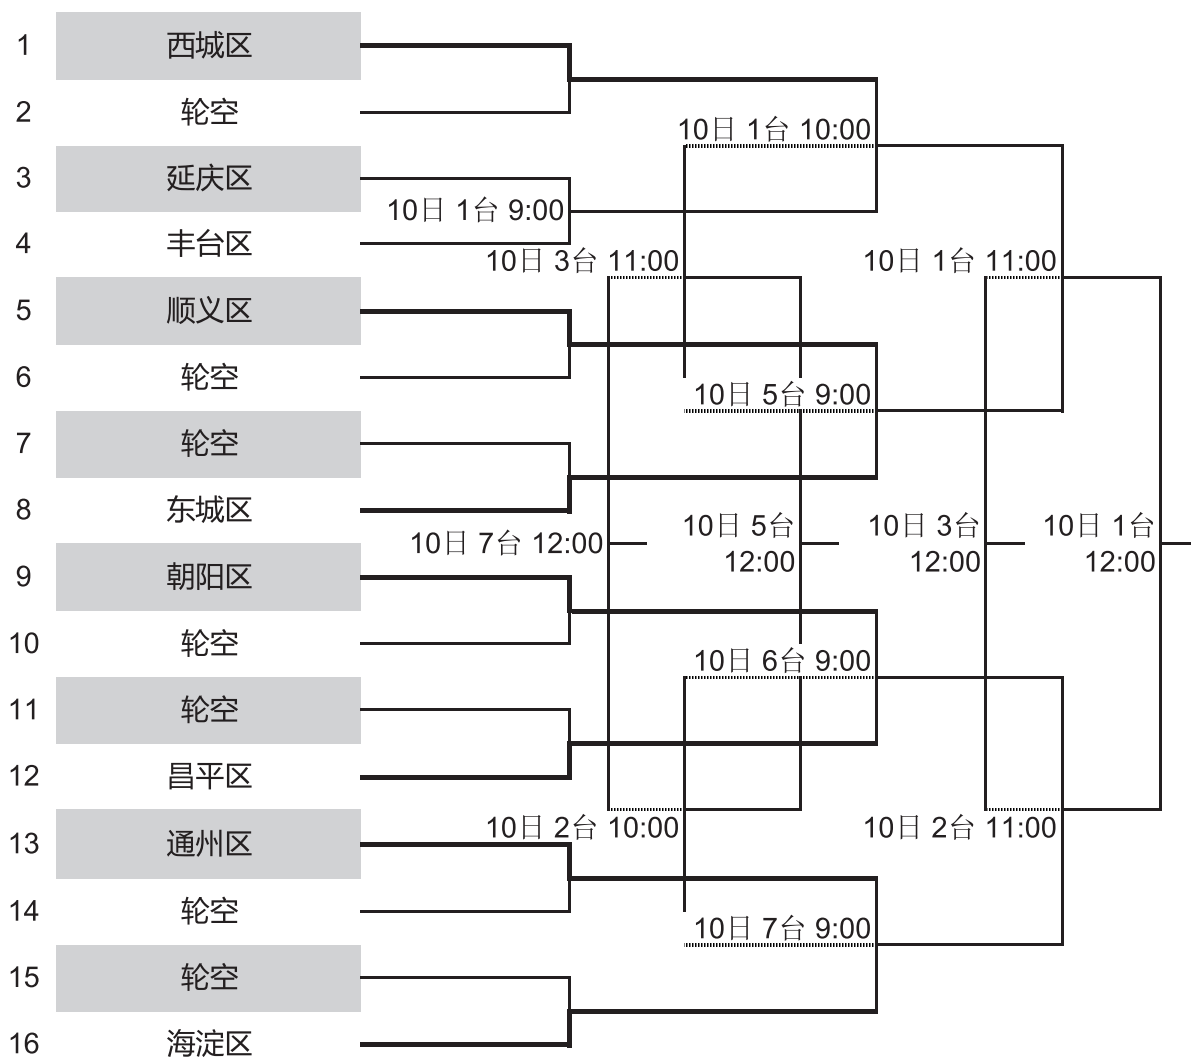 1 西城区
2 轮空
10日 1台 10:00
3 延庆区
10日 1台 9:00
4 丰台区
10日 3台 11:00
10日 1台 11:00
5 顺义区
6 轮空
10日 5台 9:00
7 轮空
8 东城区
10日 7台 12:00
10日 5台
12:00
10日 3台
12:00
10日 1台
12:00
9 朝阳区
10 轮空
10日 6台 9:00
11 轮空
12 昌平区
10日 2台 10:00
10日 2台 11:00
13 通州区
14 轮空
10日 7台 9:00
15 轮空
16 海淀区